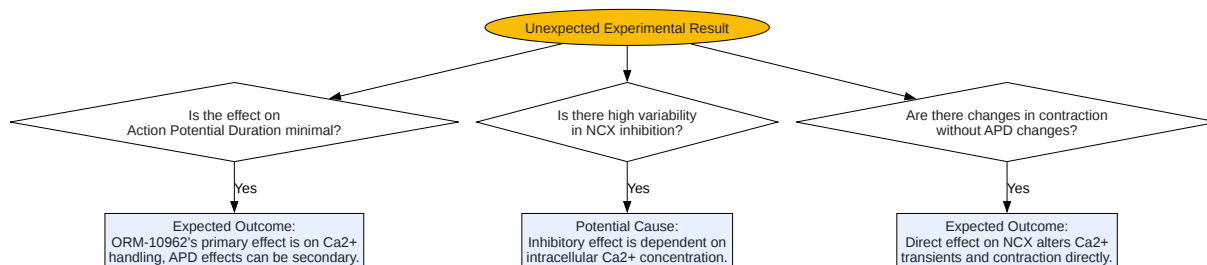 Unexpected Experimental Result
Is the effect on
Action Potential Duration minimal?
Is there high variability
in NCX inhibition?
Are there changes in contraction
without APD changes?
Yes
Yes
Yes
Expected Outcome:
ORM-10962's primary effect is on Ca2+
handling, APD effects can be secondary.
Potential Cause:
Inhibitory effect is dependent on
intracellular Ca2+ concentration.
Expected Outcome:
Direct effect on NCX alters Ca2+
transients and contraction directly.